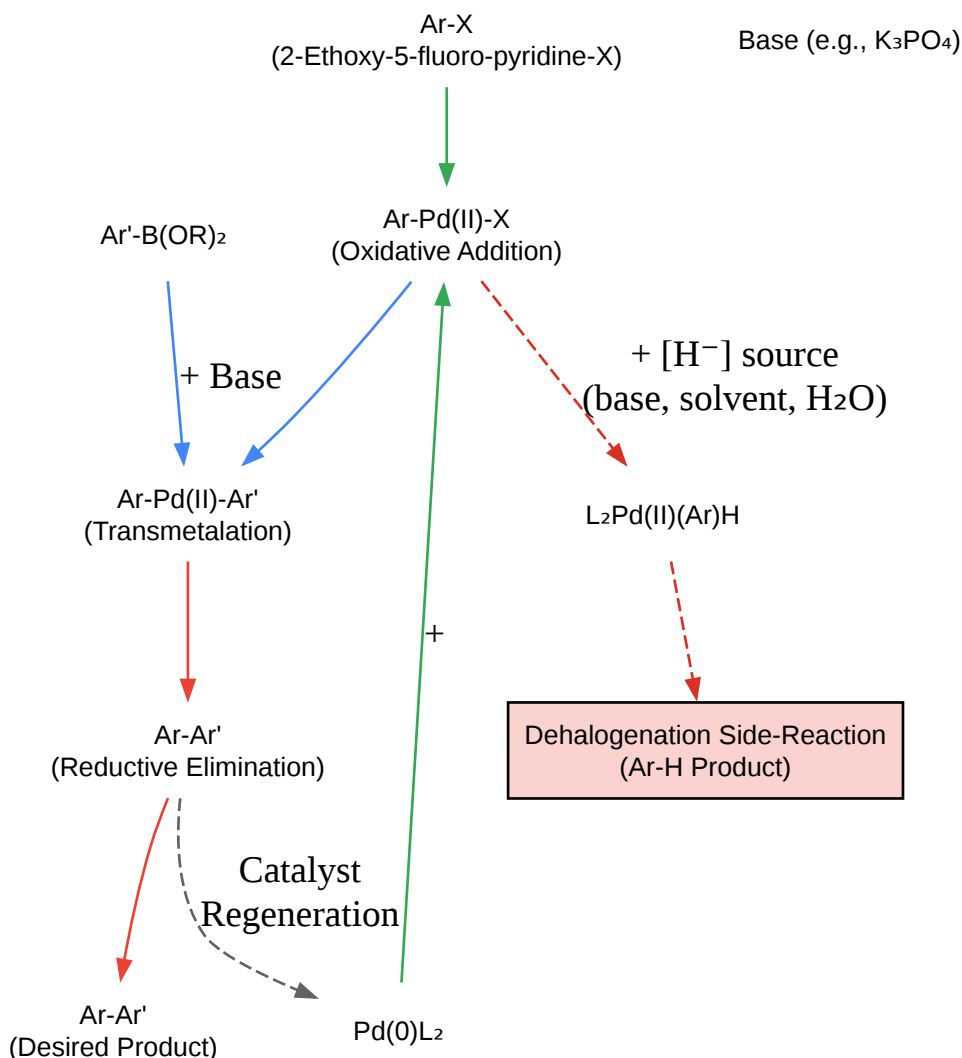 Ar-X
(2-Ethoxy-5-fluoro-pyridine-X)
Base (e.g., K₃PO₄)
Ar'-B(OR)₂
Ar-Pd(II)-X
(Oxidative Addition)
+ Base
+ [H⁻] source
(base, solvent, H₂O)
Ar-Pd(II)-Ar'
(Transmetalation)
L₂Pd(II)(Ar)H
+
Ar-Ar'
(Reductive Elimination)
Dehalogenation Side-Reaction
(Ar-H Product)
Catalyst
Regeneration
Ar-Ar'
(Desired Product)
Pd(0)L₂